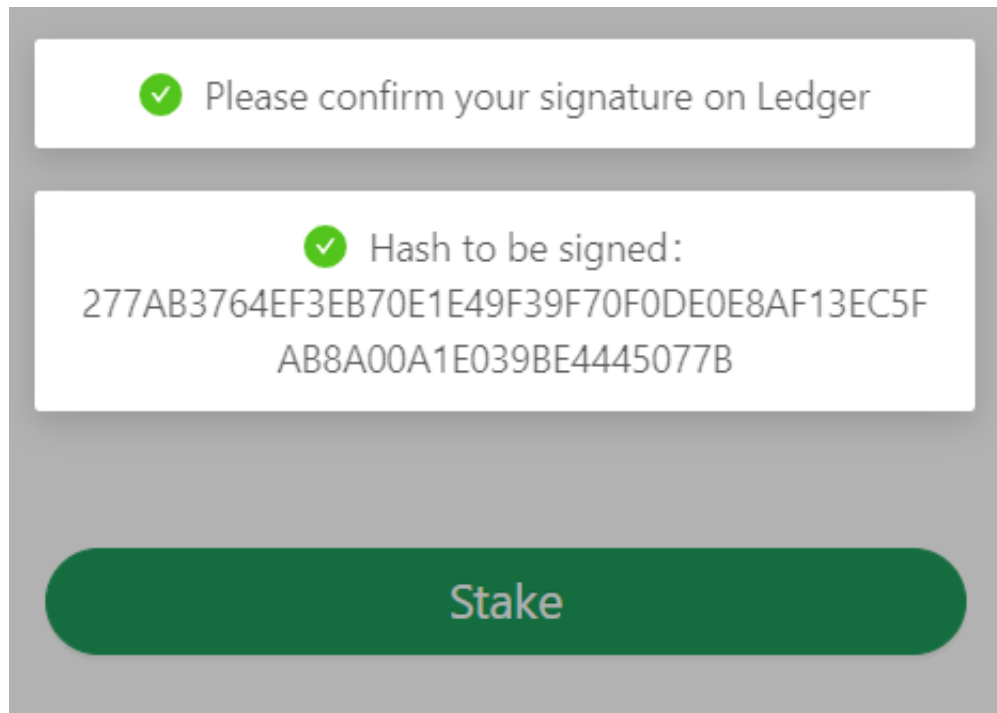 Please confirm your signature on Ledger
Hash to be signed:
277AB3764EF3EB70E1E49F39F70F0DE0E8AF13EC5F
AB8A00A1E039BE4445077B
Stake